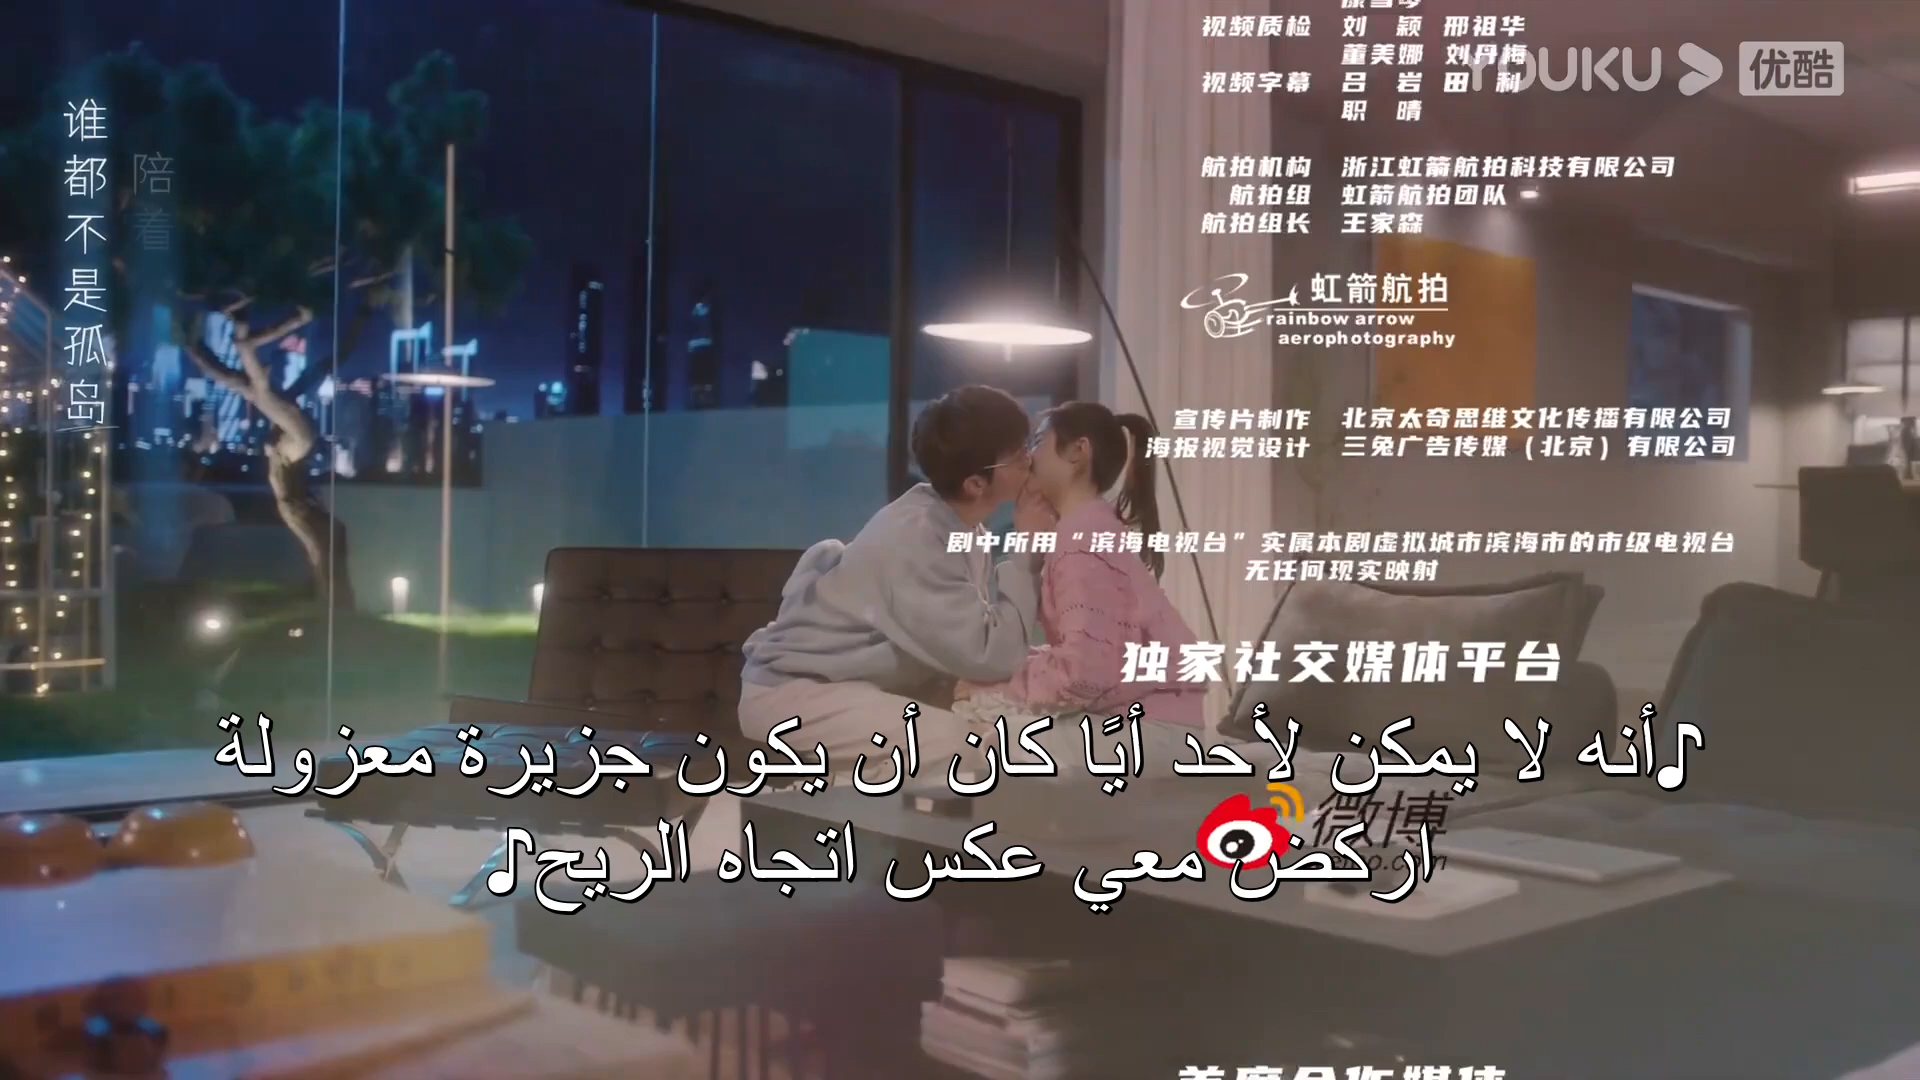 视频质检 刘 颖 邢祖华
董美娜 刘丹梅
视频字幕 吕 岩 田 利
职 晴
YOUKU 优酷
谁都不是孤岛
陪着
航拍机构 浙江虹箭航拍科技有限公司
航拍组 虹箭航拍团队
航拍组长 王家森
虹箭航拍
rainbow arrow
aerophotography
宣传片制作 北京太奇思维文化传播有限公司
海报视觉设计 三兔广告传媒（北京）有限公司
剧中所用“滨海电视台”实属本剧虚拟城市滨海市的市级电视台
无任何现实映射
独家社交媒体平台
♪أنه لا يمكن لأحد أيًا كان أن يكون جزيرة معزولة
微博
اركض معي عكس اتجاه الريح♪
首席合作媒体